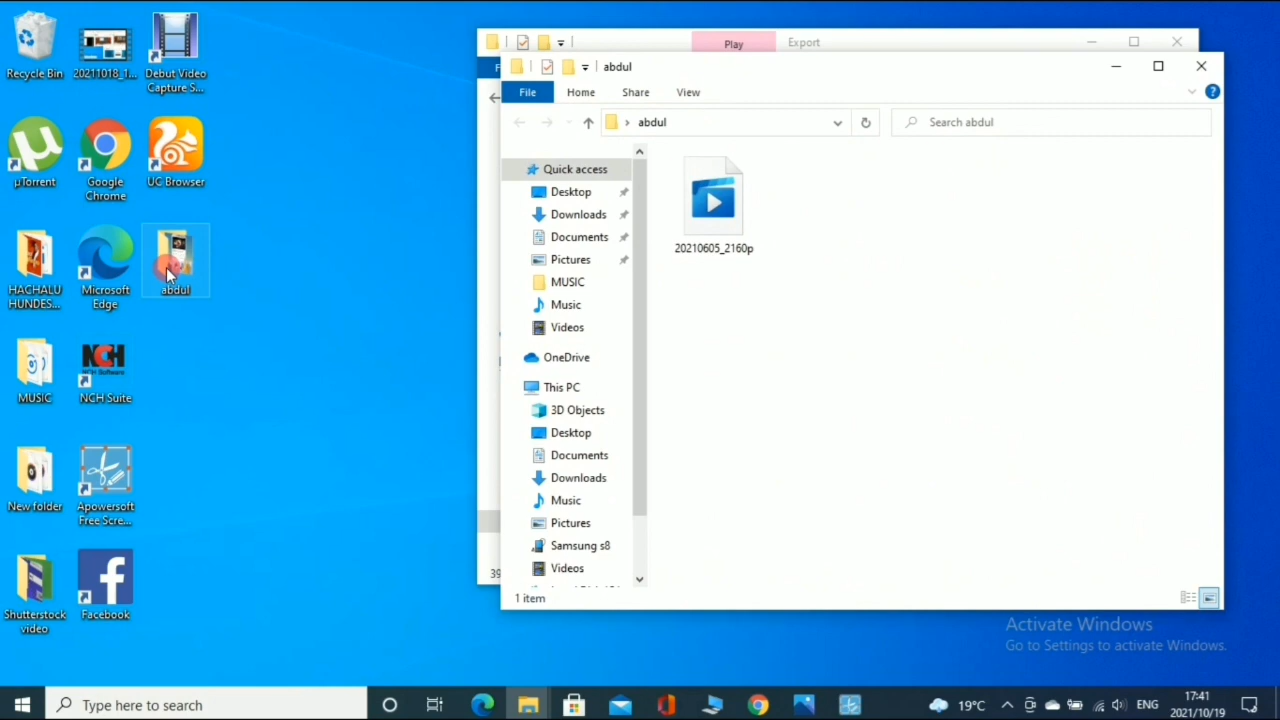 Recycle Bin
20211018_1...
Debut Video
Capture S...
µTorrent
Google
Chrome
UC Browser
HACHALU
HUNDES...
Microsoft
Edge
abdul
MUSIC
NCH Software
NCH Suite
New folder
Apowersoft
Free Scre...
Shutterstock
video
Facebook
Play
Export
abdul
File
Home
Share
View
abdul
Search abdul
Quick access
Desktop
Downloads
Documents
Pictures
MUSIC
Music
Videos
OneDrive
This PC
3D Objects
Desktop
Documents
Downloads
Music
Pictures
Samsung s8
Videos
20210605_2160p
1 item
39
Activate Windows
Go to Settings to activate Windows.
Type here to search
19°C
ENG
17:41
2021/10/19